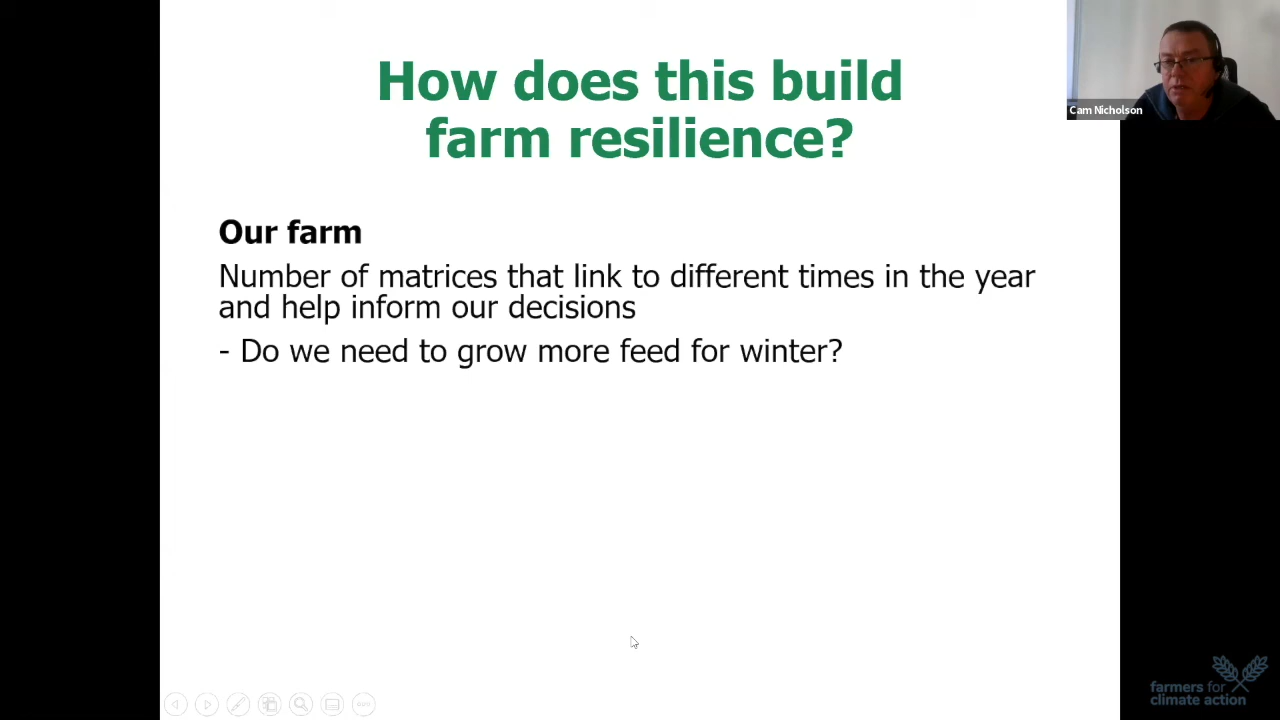 How does this build
farm resilience?
Cam Nicholson
Our farm
Number of matrices that link to different times in the year
and help inform our decisions
- Do we need to grow more feed for winter?
farmers for
climate action